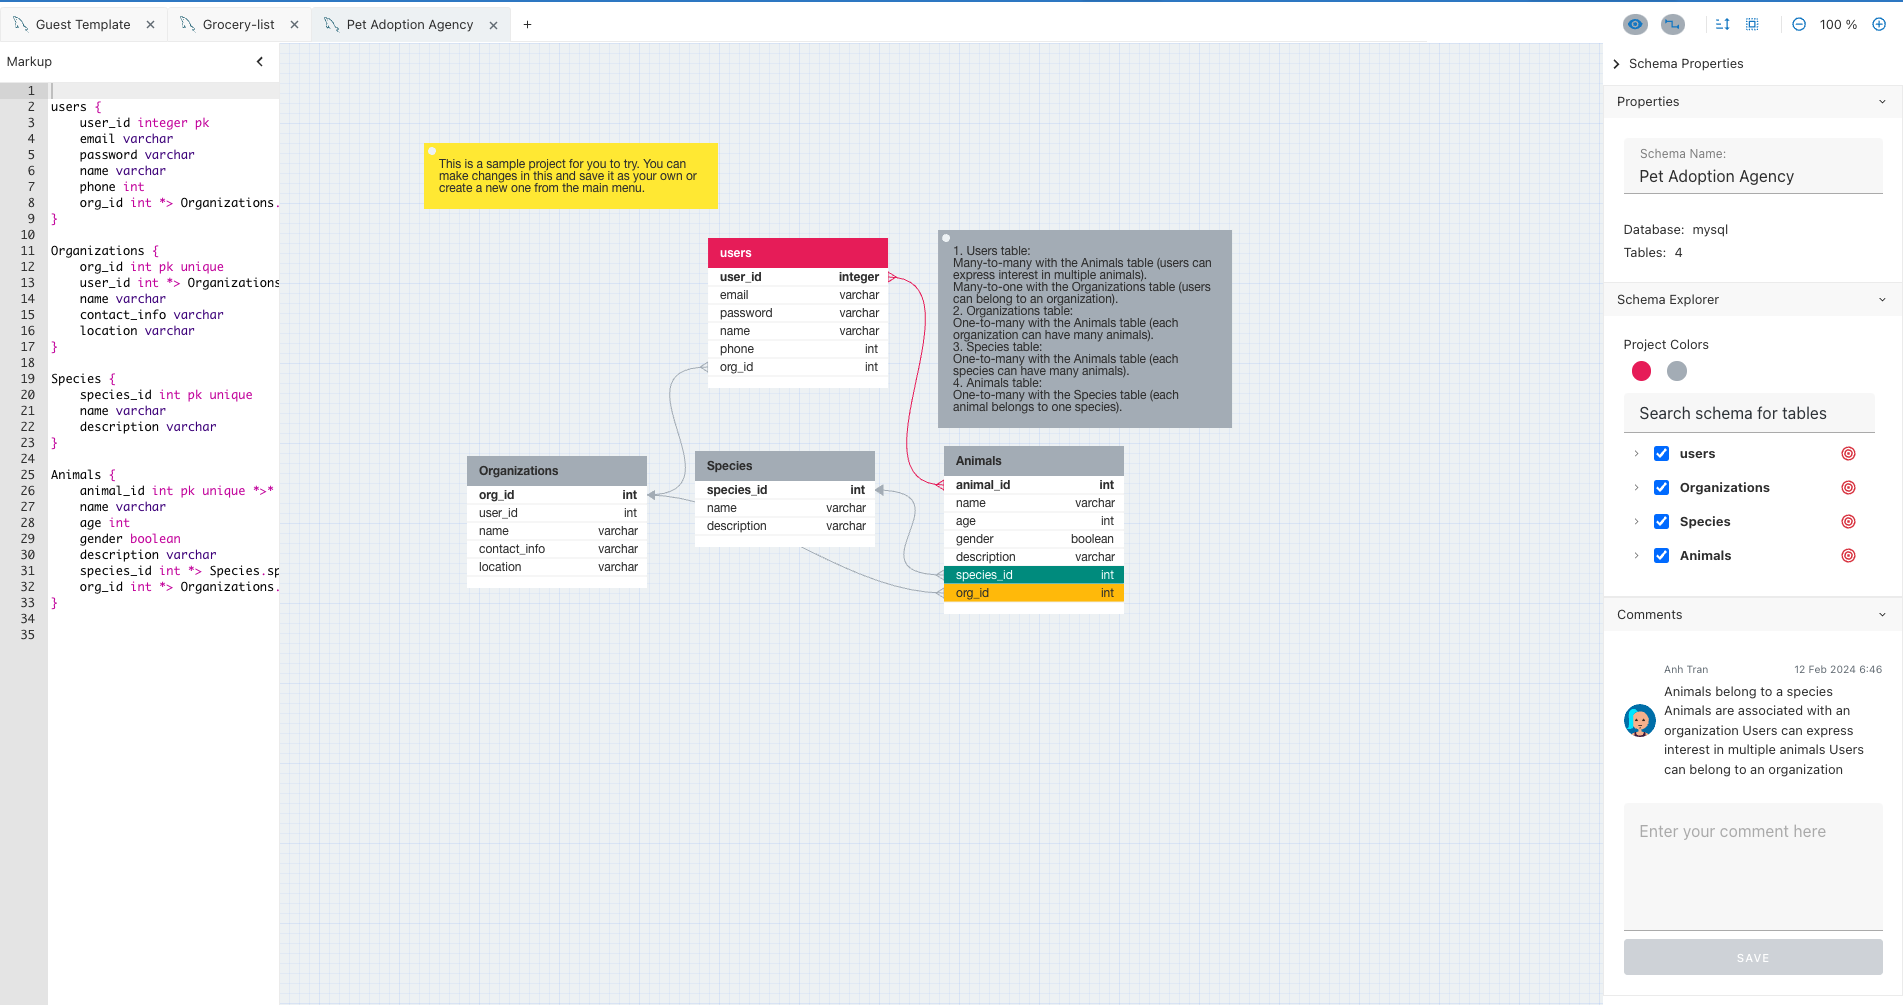 Guest Template
Grocery-list
Pet Adoption Agency
+
100 %
Markup
1
2 users {
3 user_id integer pk
4 email varchar
5 password varchar
6 name varchar
7 phone int
8 org_id int *> Organizations.
9 }
10
11 Organizations {
12 org_id int pk unique
13 user_id int *> Organizations
14 name varchar
15 contact_info varchar
16 location varchar
17 }
18
19 Species {
20 species_id int pk unique
21 name varchar
22 description varchar
23 }
24
25 Animals {
26 animal_id int pk unique *>*
27 name varchar
28 age int
29 gender boolean
30 description varchar
31 species_id int *> Species.sp
32 org_id int *> Organizations.
33 }
34
35
This is a sample project for you to try. You can
make changes in this and save it as your own or
create a new one from the main menu.
users
user_id integer
email varchar
password varchar
name varchar
phone int
org_id int
1. Users table:
Many-to-many with the Animals table (users can
express interest in multiple animals).
Many-to-one with the Organizations table (users
can belong to an organization).
2. Organizations table:
One-to-many with the Animals table (each
organization can have many animals).
3. Species table:
One-to-many with the Animals table (each
species can have many animals).
4. Animals table:
One-to-many with the Species table (each
animal belongs to one species).
Organizations
org_id int
user_id int
name varchar
contact_info varchar
location varchar
Species
species_id int
name varchar
description varchar
Animals
animal_id int
name varchar
age int
gender boolean
description varchar
species_id int
org_id int
Schema Properties
Properties
Schema Name:
Pet Adoption Agency
Database: mysql
Tables: 4
Schema Explorer
Project Colors
Search schema for tables
users
Organizations
Species
Animals
Comments
Anh Tran 12 Feb 2024 6:46
Animals belong to a species
Animals are associated with an
organization Users can express
interest in multiple animals Users
can belong to an organization
Enter your comment here
SAVE